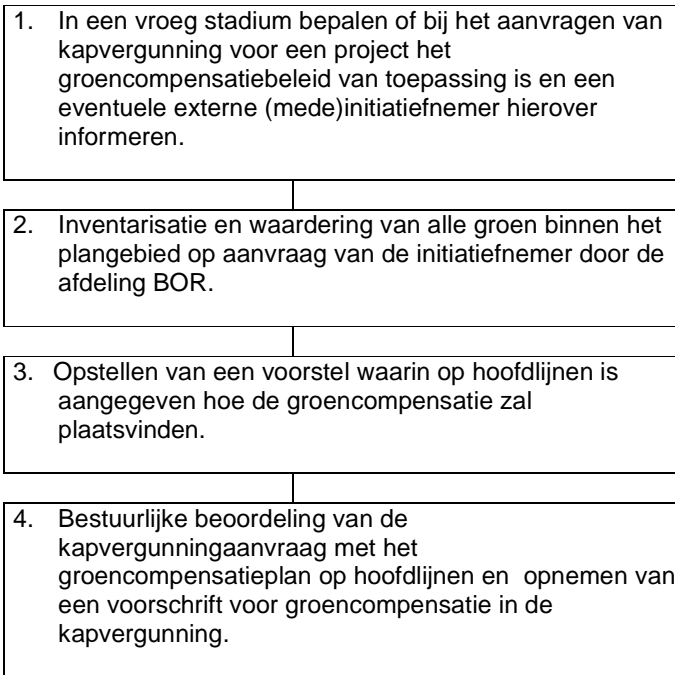 1. In een vroeg stadium bepalen of bij het aanvragen van
kapvergunning voor een project het
groencompensatiebeleid van toepassing is en een
eventuele externe (mede)initiatiefnemer hierover
informeren.
2. Inventarisatie en waardering van alle groen binnen het
plangebied op aanvraag van de initiatiefnemer door de
afdeling BOR.
3. Opstellen van een voorstel waarin op hoofdlijnen is
aangegeven hoe de groencompensatie zal
plaatsvinden.
4. Bestuurlijke beoordeling van de
kapvergunningaanvraag met het
groencompensatieplan op hoofdlijnen en opnemen van
een voorschrift voor groencompensatie in de
kapvergunning.